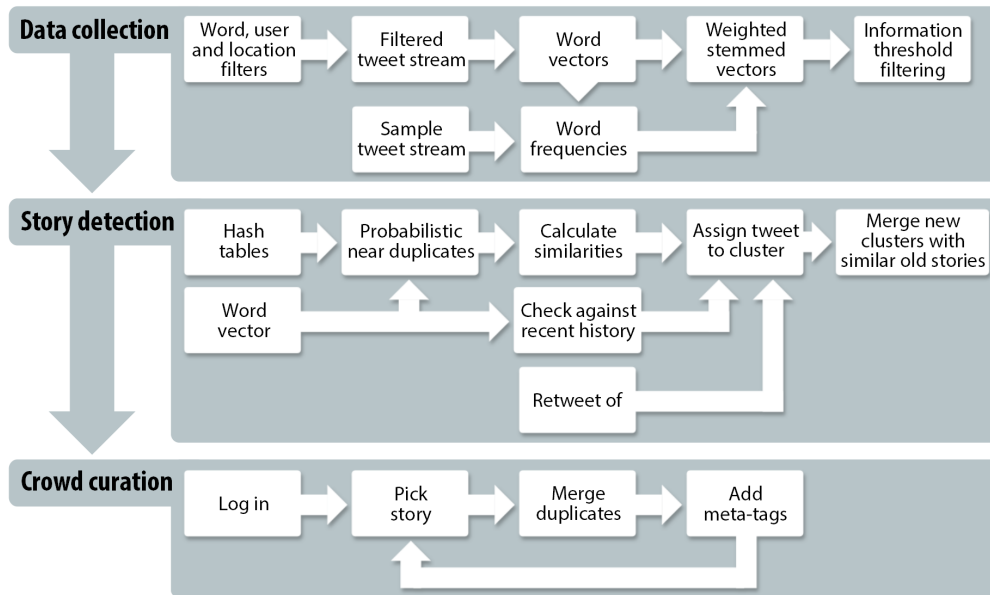 Data collection
Word, user
and location
filters
Filtered
tweet stream
Word
vectors
Weighted
stemmed
vectors
Information
threshold
filtering
Sample
tweet stream
Word
frequencies
Story detection
Hash
tables
Probabilistic
near duplicates
Calculate
similarities
Assign tweet
to cluster
Merge new
clusters with
similar old stories
Word
vector
Check against
recent history
Retweet of
Crowd curation
Log in
Pick
story
Merge
duplicates
Add
meta-tags